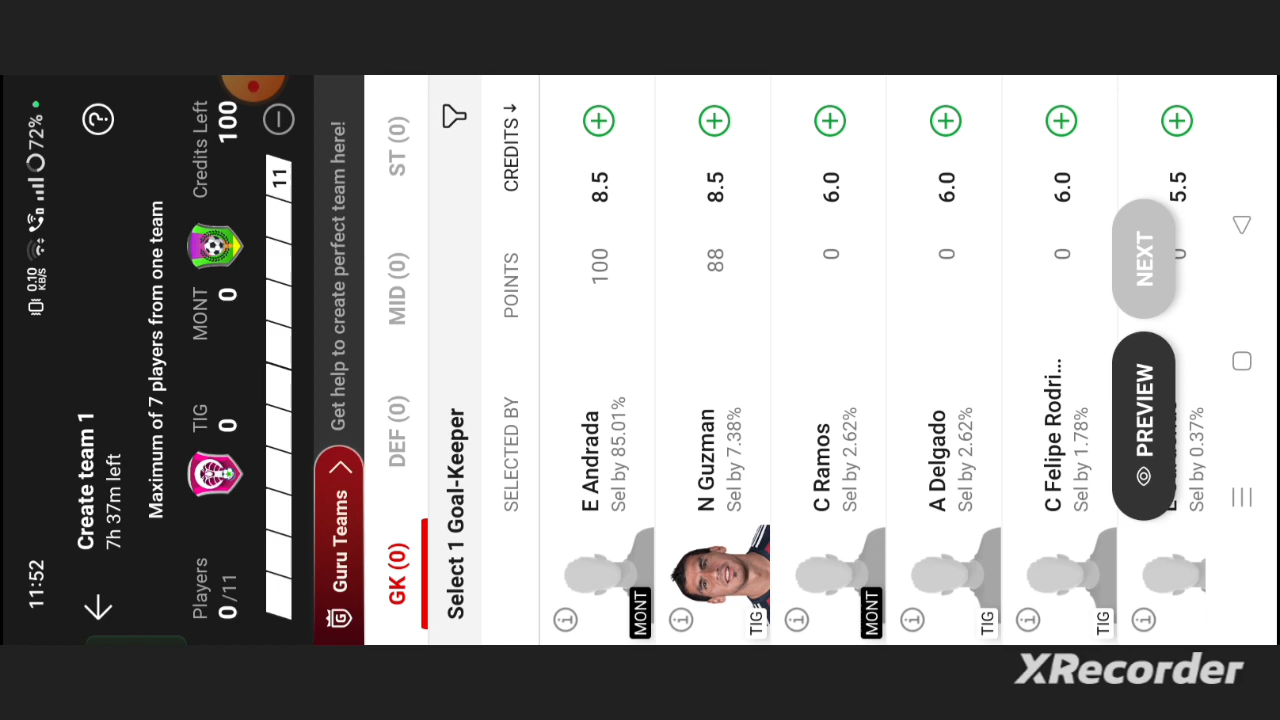 11:52
0.10
KB/S
72%
Create team 1
7h 37m left
?
Maximum of 7 players from one team
Players
TIG
MONT
Credits Left
0/11
0
0
100
11
Guru Teams
Get help to create perfect team here!
GK (0)
DEF (0)
MID (0)
ST (0)
Select 1 Goal-Keeper
SELECTED BY
POINTS
CREDITS ↓
i
MONT
E Andrada
Sel by 85.01%
100
8.5
i
TIG
N Guzman
Sel by 7.38%
88
8.5
i
MONT
C Ramos
Sel by 2.62%
0
6.0
i
TIG
A Delgado
Sel by 2.62%
0
6.0
i
TIG
C Felipe Rodri...
Sel by 1.78%
0
6.0
i
Sel by 0.37%
0
5.5
PREVIEW
NEXT
XRecorder